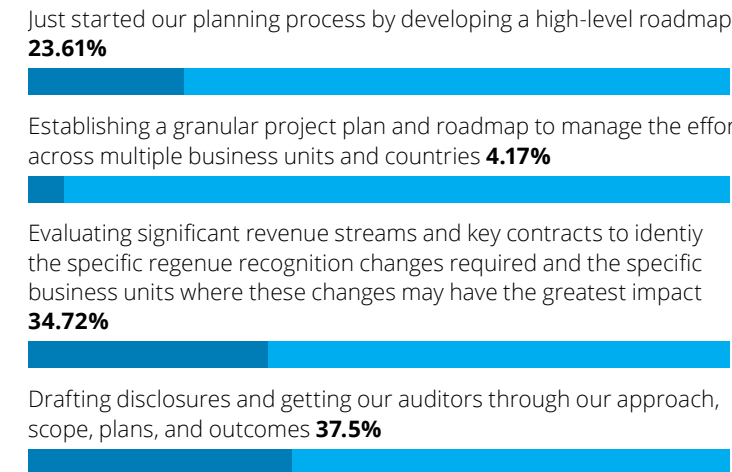 Just started our planning process by developing a high-level roadmap
23.61%
Establishing a granular project plan and roadmap to manage the effor
across multiple business units and countries 4.17%
Evaluating significant revenue streams and key contracts to identiy
the specific regenue recognition changes required and the specific
business units where these changes may have the greatest impact
34.72%
Drafting disclosures and getting our auditors through our approach,
scope, plans, and outcomes 37.5%